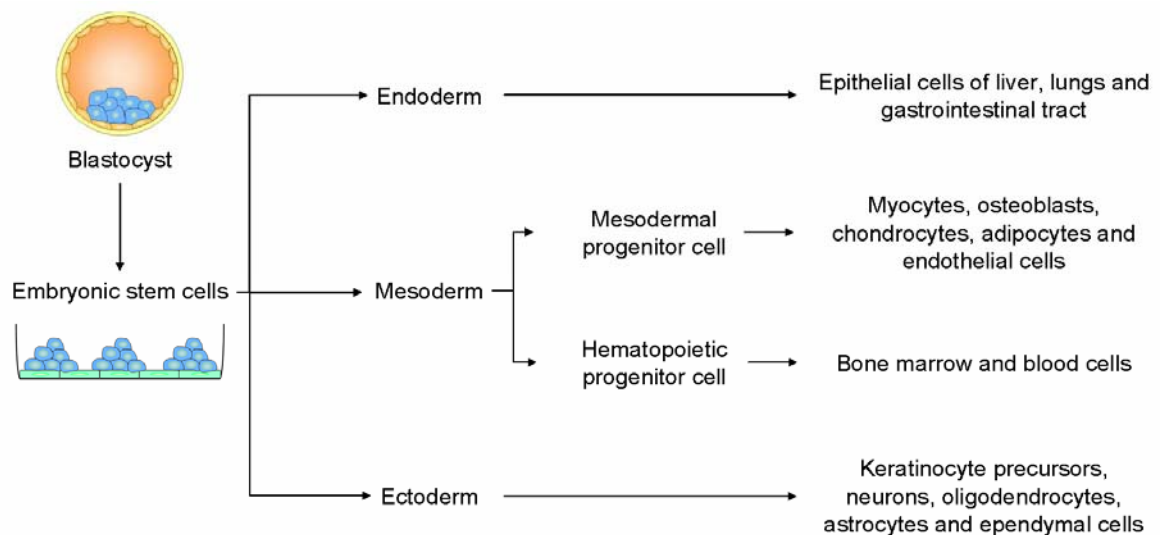 Blastocyst
Embryonic stem cells
Endoderm
Epithelial cells of liver, lungs and
gastrointestinal tract
Mesoderm
Mesodermal
progenitor cell
Myocytes, osteoblasts,
chondrocytes, adipocytes and
endothelial cells
Hematopoietic
progenitor cell
Bone marrow and blood cells
Ectoderm
Keratinocyte precursors,
neurons, oligodendrocytes,
astrocytes and ependymal cells